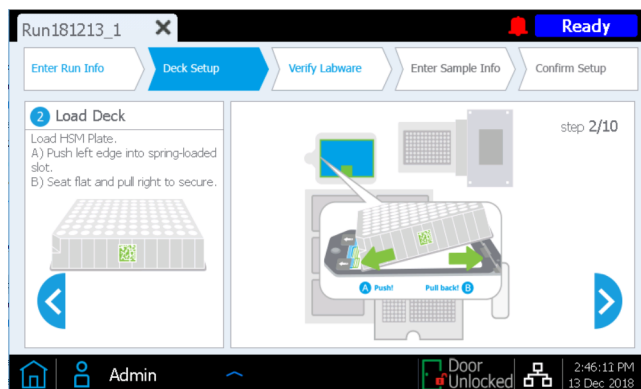 Run181213_1
Ready
Enter Run Info
Deck Setup
Verify Labware
Enter Sample Info
Confirm Setup
2 Load Deck
Load HSM Plate.
A) Push left edge into spring-loaded
slot.
B) Seat flat and pull right to secure.
step 2/10
A Push! Pull back! B
Admin
Door
Unlocked
2:46:11 PM
13 Dec 2018